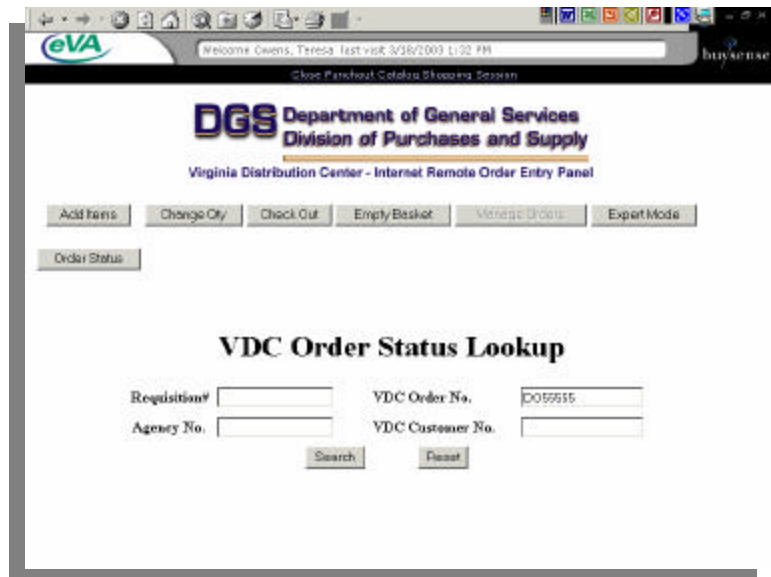 eVA
Welcome Owens, Teresa last visit 3/18/2003 1:32 PM
buysense
Close Punchout Catalog Shopping Session
DGS Department of General Services
Division of Purchases and Supply
Virginia Distribution Center - Internet Remote Order Entry Panel
Add Items Change Qty Check Out Empty Basket Manage Orders Expert Mode
Order Status
VDC Order Status Lookup
Requisition# VDC Order No.
Agency No. VDC Customer No.
Search Reset